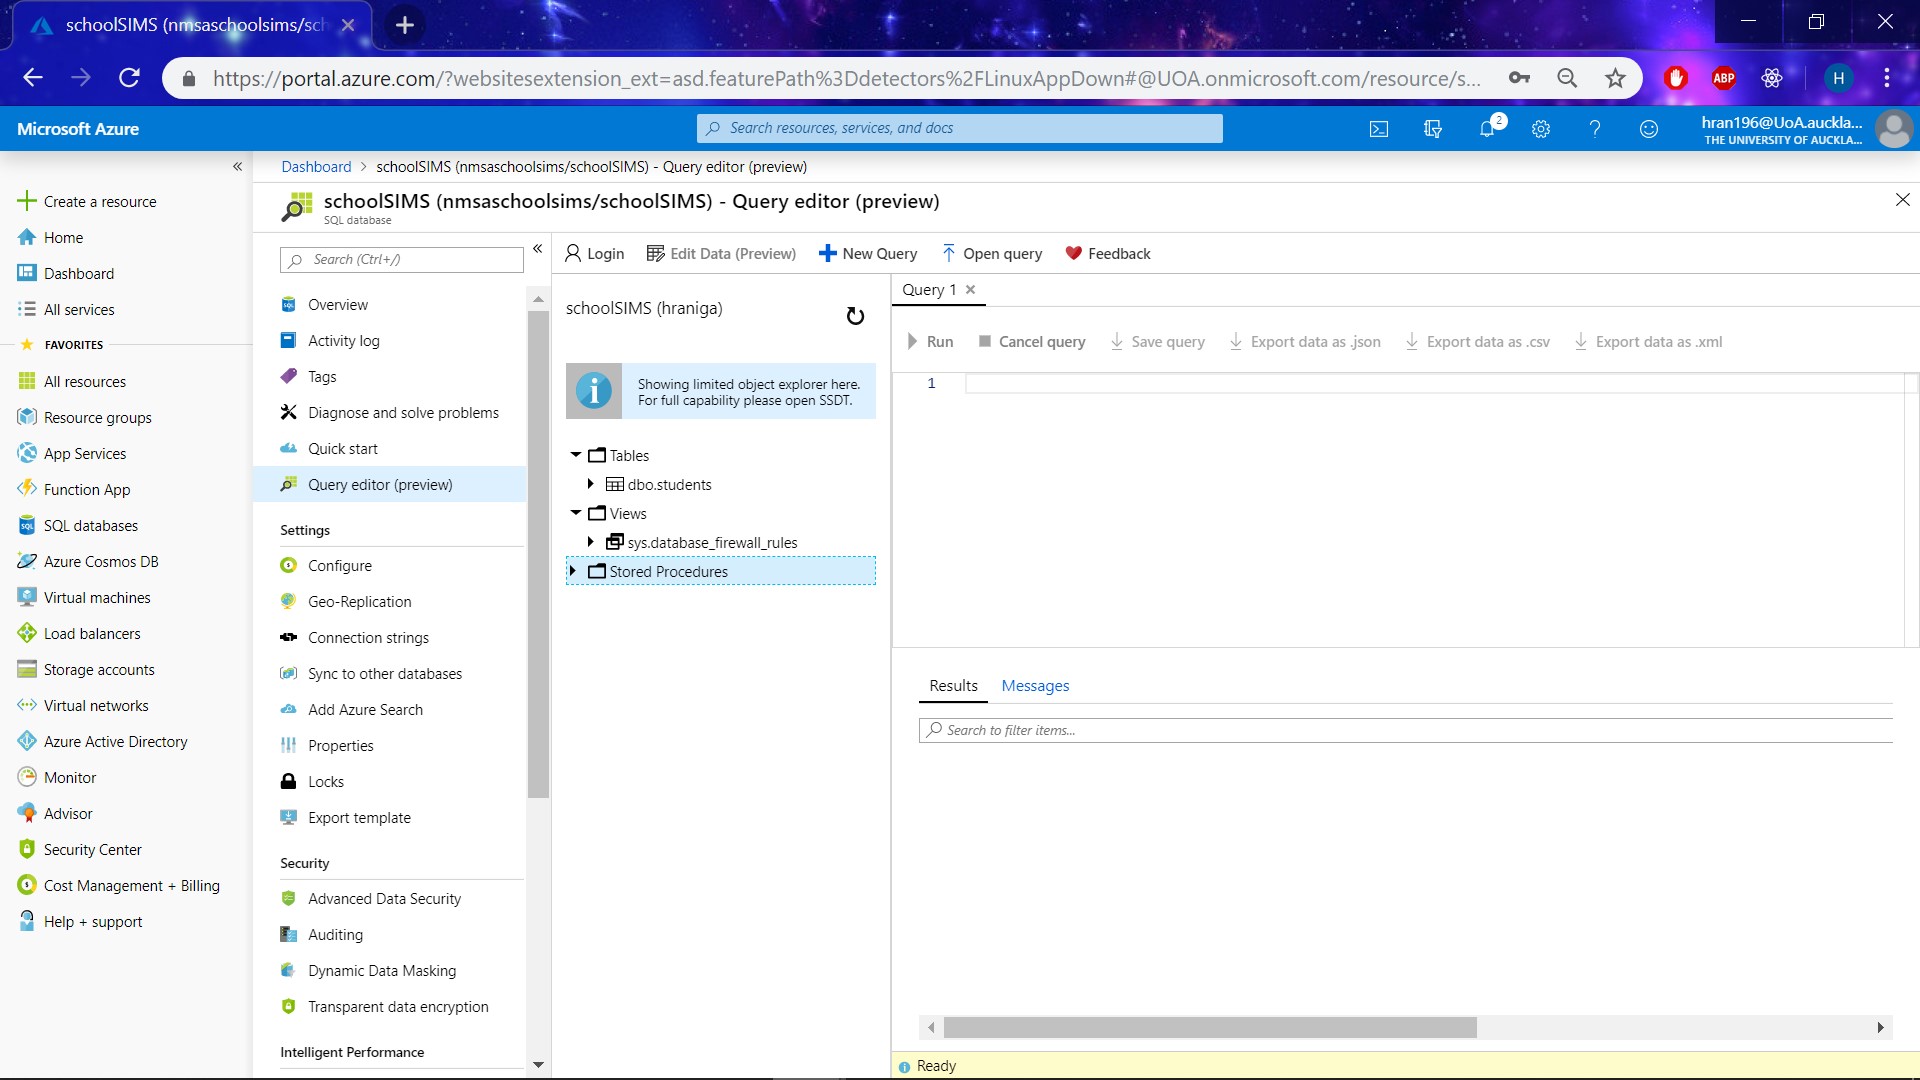 schoolSIMS (nmsaschoolsims/sch
https://portal.azure.com/?websitesextension_ext=asd.featurePath%3Ddetectors%2FLinuxAppDown#@UOA.onmicrosoft.com/resource/s...
ABP
H
Microsoft Azure
Search resources, services, and docs
2
hran196@UoA.auckla...
THE UNIVERSITY OF AUCKLA...
Create a resource
Home
Dashboard
All services
FAVORITES
All resources
Resource groups
App Services
Function App
SQL databases
Azure Cosmos DB
Virtual machines
Load balancers
Storage accounts
Virtual networks
Azure Active Directory
Monitor
Advisor
Security Center
Cost Management + Billing
Help + support
Dashboard > schoolSIMS (nmsaschoolsims/schoolSIMS) - Query editor (preview)
schoolSIMS (nmsaschoolsims/schoolSIMS) - Query editor (preview)
SQL database
Search (Ctrl+/)
Overview
Activity log
Tags
Diagnose and solve problems
Quick start
Query editor (preview)
Settings
Configure
Geo-Replication
Connection strings
Sync to other databases
Add Azure Search
Properties
Locks
Export template
Security
Advanced Data Security
Auditing
Dynamic Data Masking
Transparent data encryption
Intelligent Performance
Login Edit Data (Preview) New Query Open query Feedback
schoolSIMS (hraniga)
Showing limited object explorer here.
For full capability please open SSDT.
Tables
dbo.students
Views
sys.database_firewall_rules
Stored Procedures
Query 1
Run Cancel query Save query Export data as .json Export data as .csv Export data as .xml
1
Results Messages
Search to filter items...
Ready